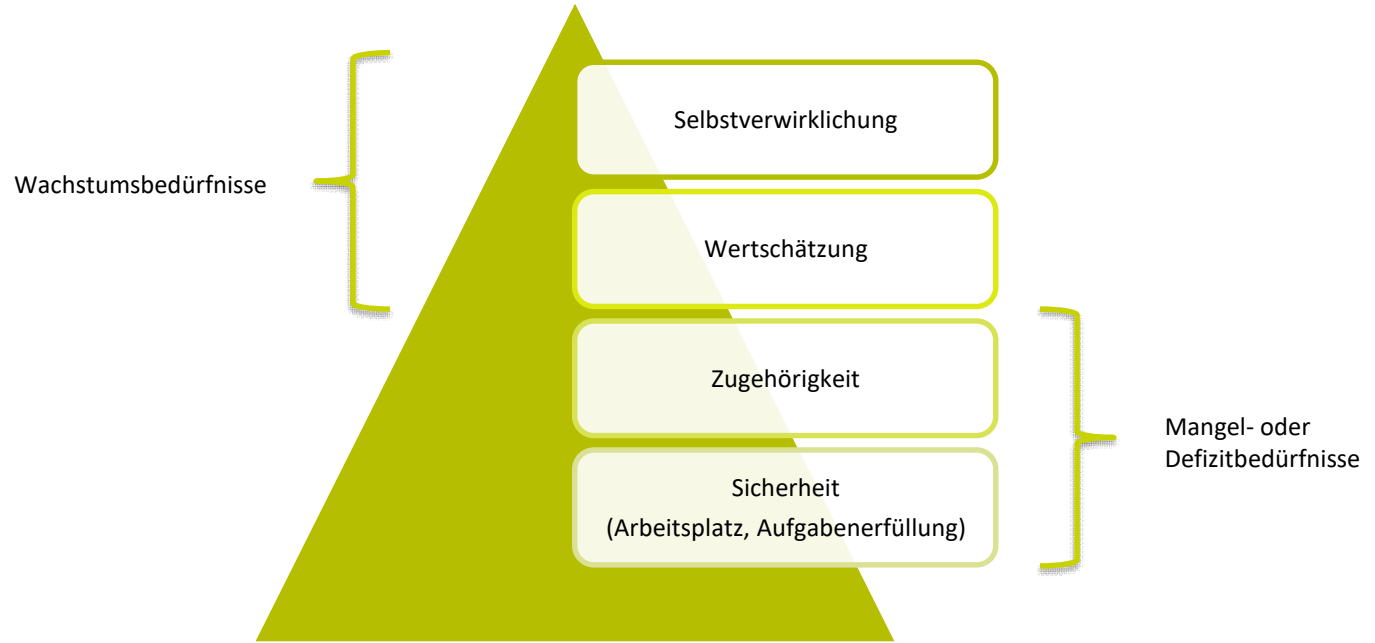 Selbstverwirklichung
Wachstumsbedürfnisse
Wertschätzung
Zugehörigkeit
Mangel- oder
Defizitbedürfnisse
Sicherheit
(Arbeitsplatz, Aufgabenerfüllung)